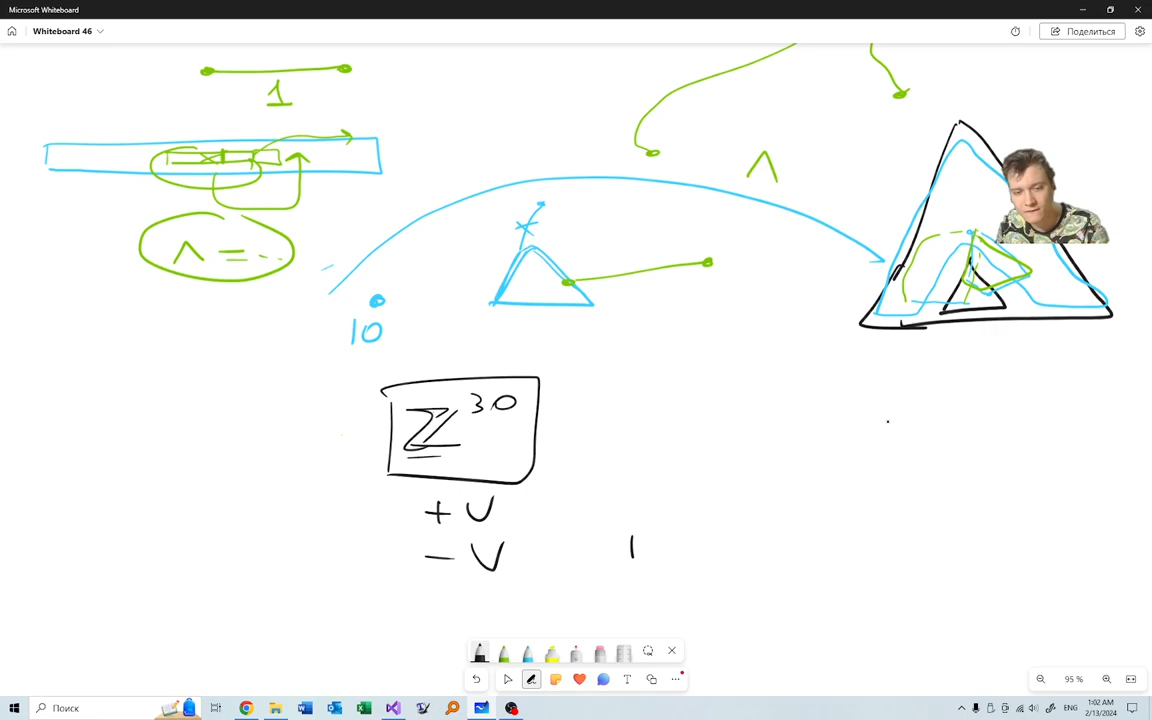 Microsoft Whiteboard
Whiteboard 46
Поделиться
1
Λ
Λ = ..
10
ℤ³⁰
+ V
- V
95 %
Поиск
ENG
1:02 AM
2/13/2024